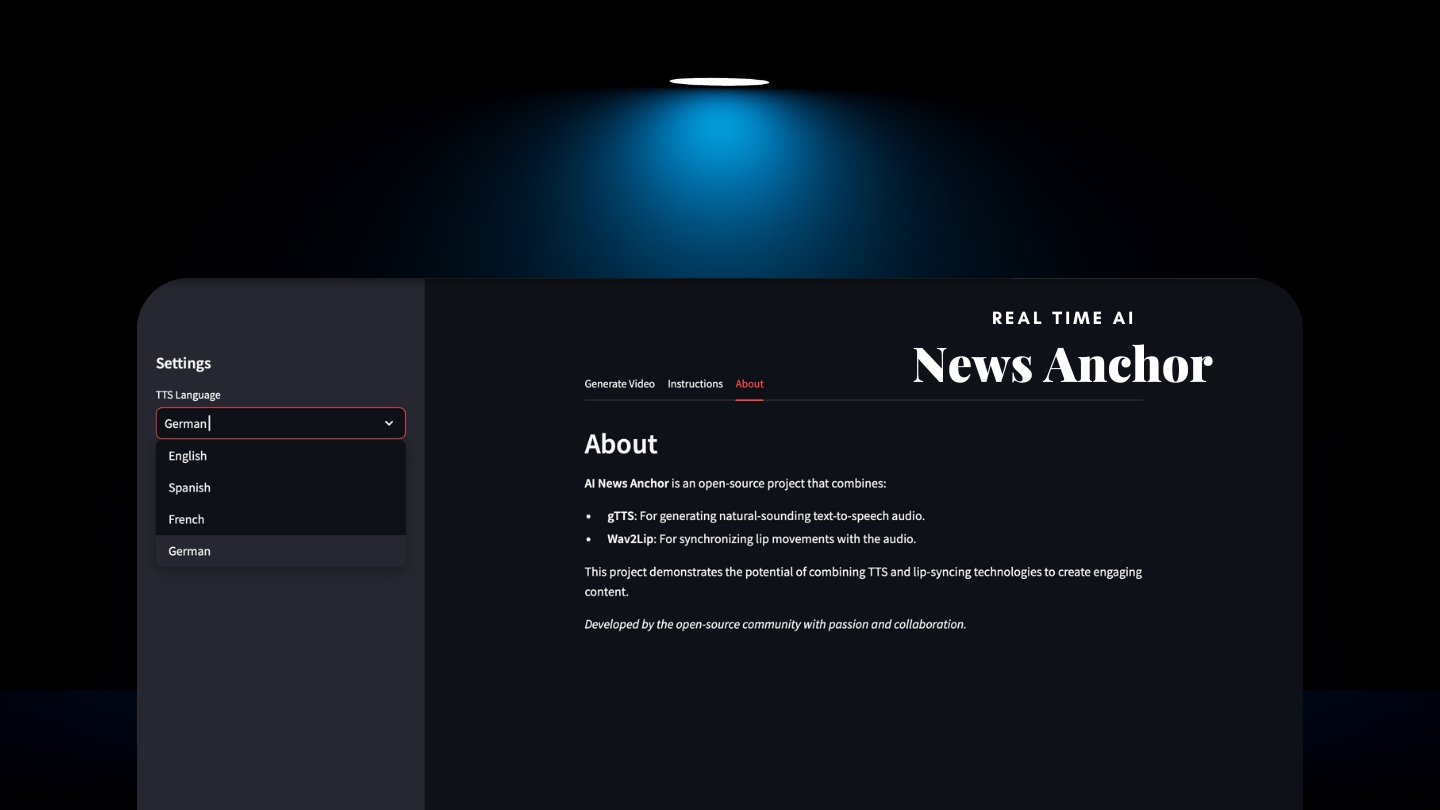 REAL TIME AI
News Anchor
Settings
TTS Language
German
English
Spanish
French
German
Generate Video Instructions About
About
AI News Anchor is an open-source project that combines:
• gTTS: For generating natural-sounding text-to-speech audio.
• Wav2Lip: For synchronizing lip movements with the audio.
This project demonstrates the potential of combining TTS and lip-syncing technologies to create engaging
content.
Developed by the open-source community with passion and collaboration.